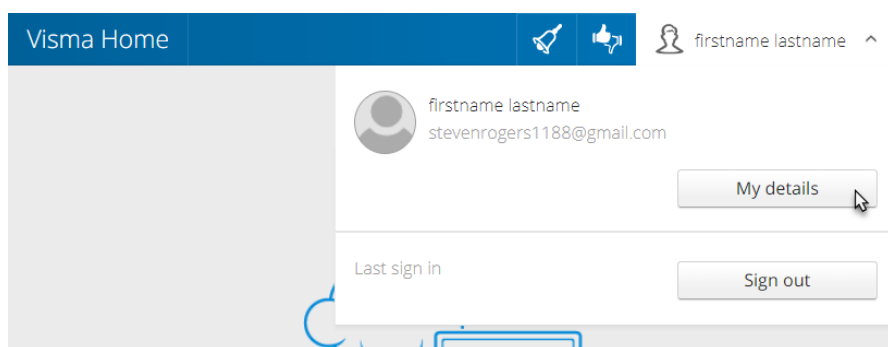 Visma Home
firstname lastname
firstname lastname
stevenrogers1188@gmail.com
My details
Last sign in
Sign out